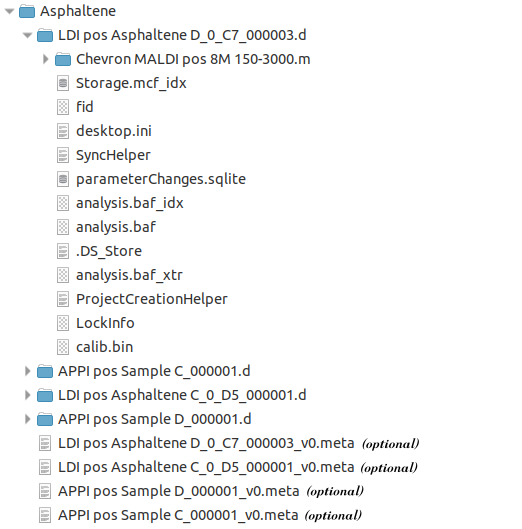 Asphaltene
LDI pos Asphaltene D_0_C7_000003.d
Chevron MALDI pos 8M 150-3000.m
Storage.mcf_idx
fid
desktop.ini
SyncHelper
parameterChanges.sqlite
analysis.baf_idx
analysis.baf
.DS_Store
analysis.baf_xtr
ProjectCreationHelper
LockInfo
calib.bin
APPI pos Sample C_000001.d
LDI pos Asphaltene C_0_D5_000001.d
APPI pos Sample D_000001.d
LDI pos Asphaltene D_0_C7_000003_v0.meta (optional)
LDI pos Asphaltene C_0_D5_000001_v0.meta (optional)
APPI pos Sample D_000001_v0.meta (optional)
APPI pos Sample C_000001_v0.meta (optional)